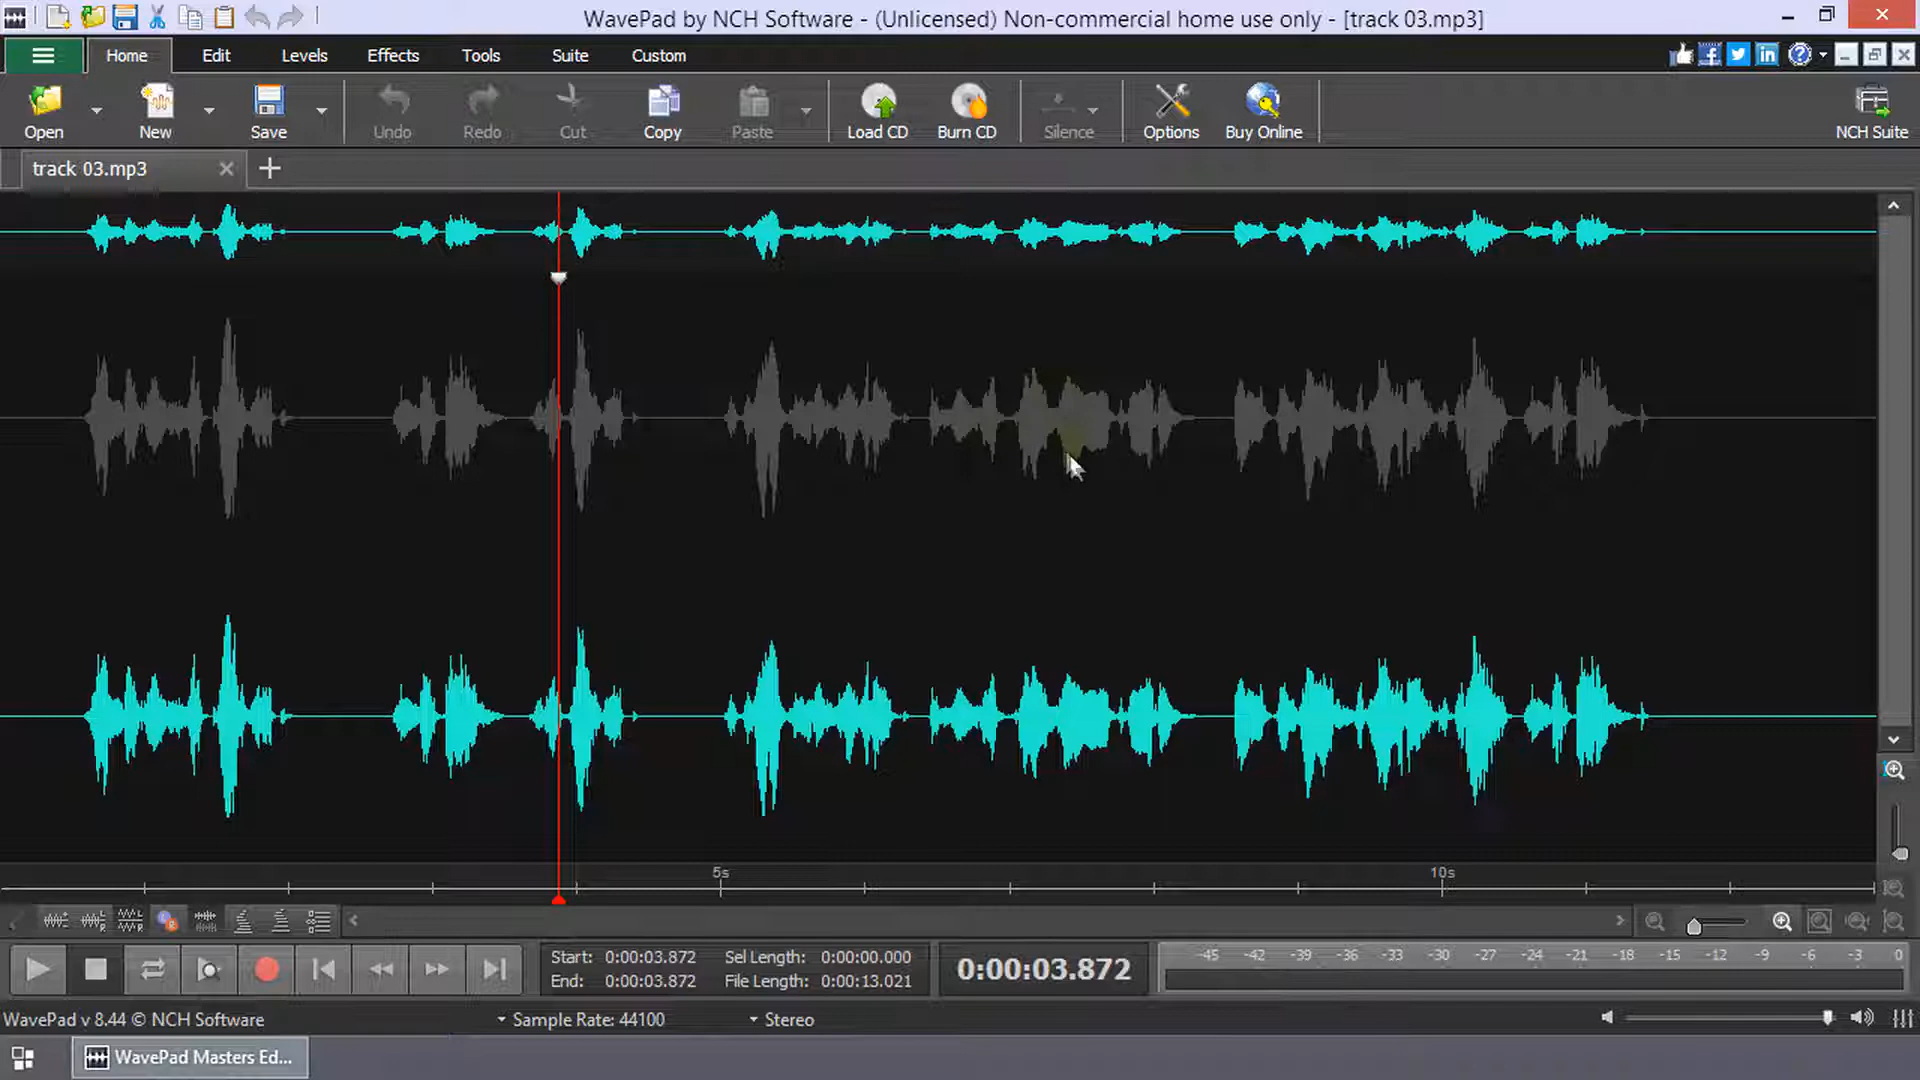 WavePad by NCH Software - (Unlicensed) Non-commercial home use only - [track 03.mp3]
Home Edit Levels Effects Tools Suite Custom
Open New Save Undo Redo Cut Copy Paste Load CD Burn CD Silence Options Buy Online NCH Suite
track 03.mp3
5s 10s
Start: 0:00:03.872 Sel Length: 0:00:00.000
End: 0:00:03.872 File Length: 0:00:13.021
0:00:03.872
-45 -42 -39 -36 -33 -30 -27 -24 -21 -18 -15 -12 -9 -6 -3 0
WavePad v 8.44 © NCH Software Sample Rate: 44100 Stereo
WavePad Masters Ed...